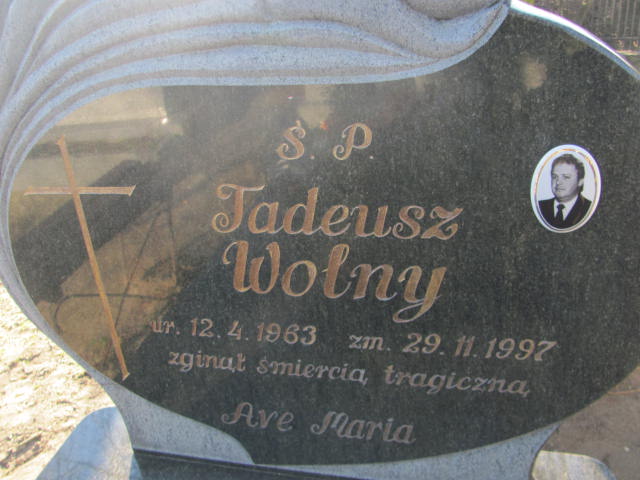 Ś. P.
Tadeusz
Wolny
ur. 12. 4. 1963 zm. 29. 11. 1997
zginął śmiercią tragiczną
Ave Maria